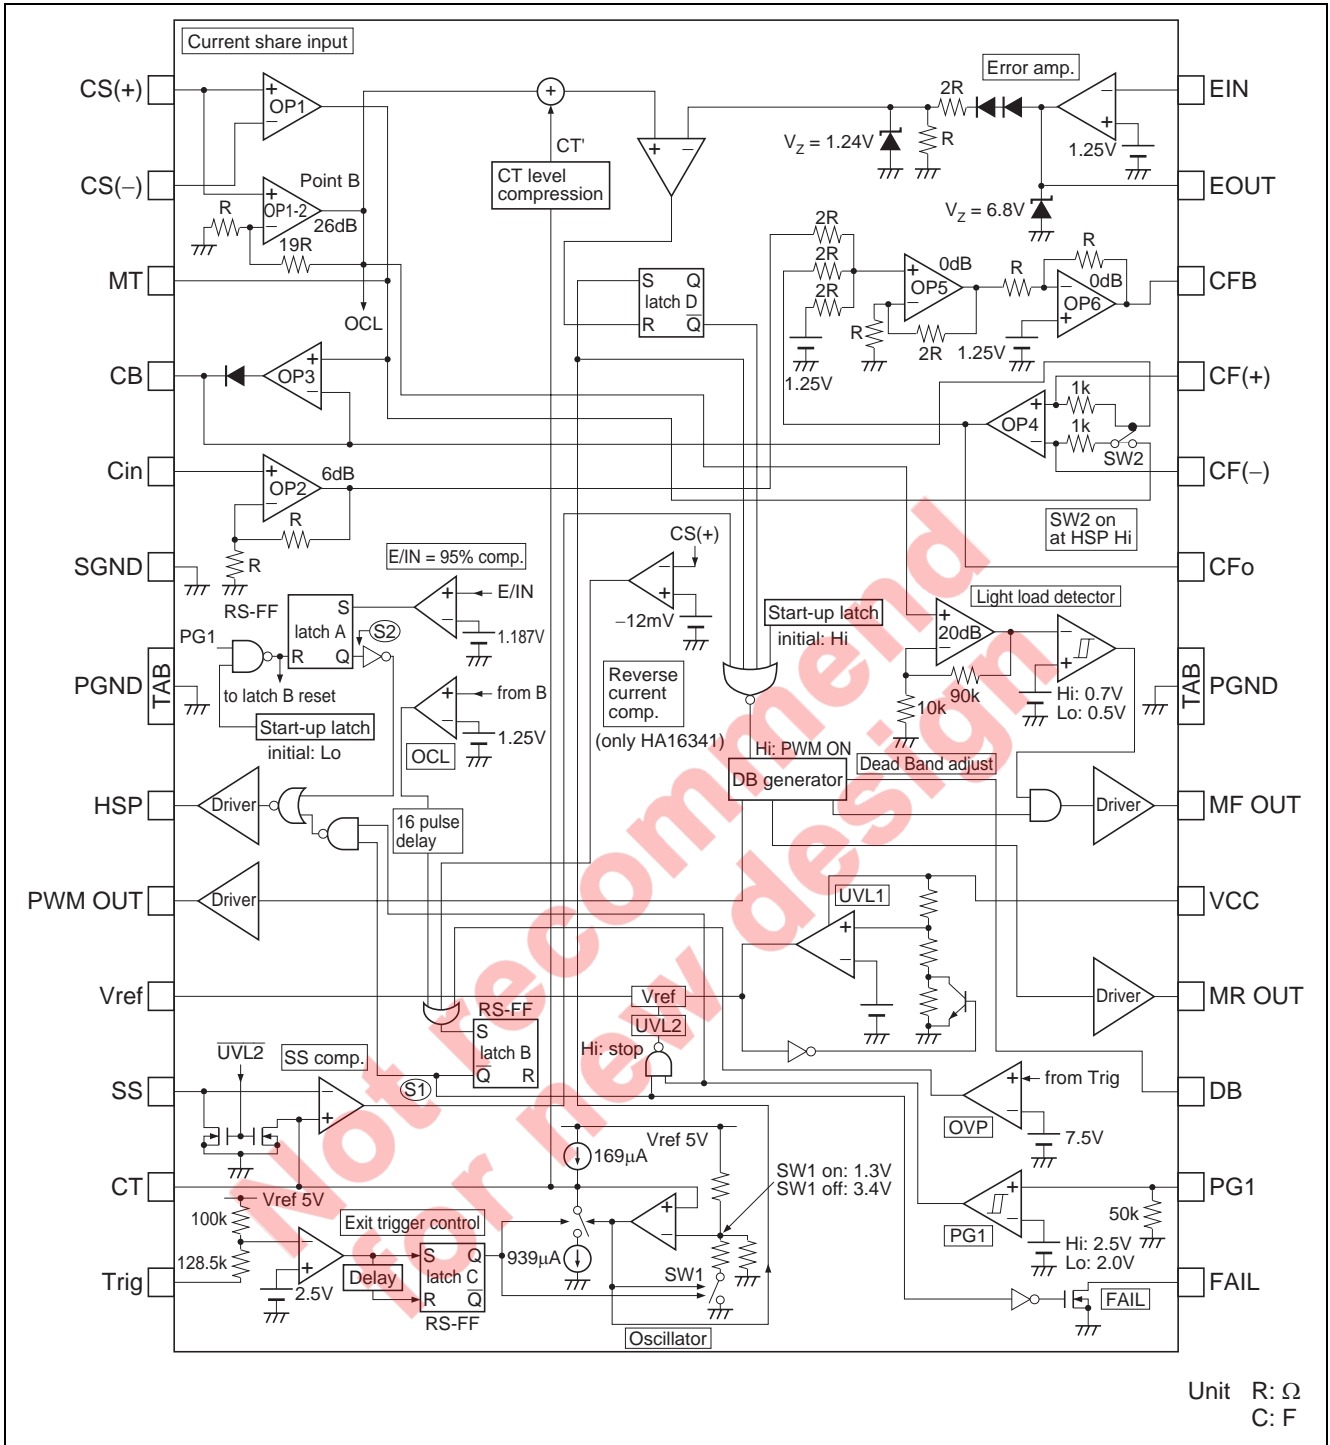 Current share input
CS(+)
+
OP1
−
CS(−)
+
Point B
OP1-2
26dB
−
R
19R
MT
OCL
CB
+
OP3
−
Cin
+
6dB
OP2
−
R
R
SGND
RS-FF
E/IN = 95% comp.
S
latch A
R
Q
S2
+
E/IN
−
1.187V
PG1
to latch B reset
Start-up latch
initial: Lo
TAB
PGND
+
from B
−
1.25V
OCL
HSP
Driver
16 pulse
delay
PWM OUT
Driver
Vref
RS-FF
S
latch B
Q
R
UVL2
SS comp.
S1
SS
−
+
CT
Vref 5V
100k
128.5k
Exit trigger control
Trig
−
+
2.5V
Delay
S
Q
latch C
R
Q
RS-FF
+
CT'
CT level
compression
+
−
S
Q
latch D
R
Q
Error amp.
EIN
−
+
1.25V
2R
R
VZ = 1.24V
VZ = 6.8V
EOUT
2R
2R
2R
1.25V
+
0dB
OP5
−
R
2R
R
R
−
0dB
OP6
+
1.25V
CFB
CF(+)
+
OP4
−
1k
1k
SW2
CF(−)
SW2 on
at HSP Hi
CFo
CS(+)
−
+
−12mV
Reverse
current
comp.
(only HA16341)
Start-up latch
initial: Hi
Light load detector
+
20dB
−
90k
10k
−
+
Hi: 0.7V
Lo: 0.5V
TAB
PGND
Hi: PWM ON
Dead Band adjust
DB generator
Driver
MF OUT
UVL1
+
−
VCC
Vref
UVL2
Hi: stop
Driver
MR OUT
+
from Trig
−
OVP
7.5V
DB
Vref 5V
169µA
SW1 on: 1.3V
SW1 off: 3.4V
+
−
939µA
SW1
Oscillator
+
−
PG1
Hi: 2.5V
Lo: 2.0V
50k
PG1
FAIL
FAIL
Not recommend
for new design
Unit R: Ω
C: F